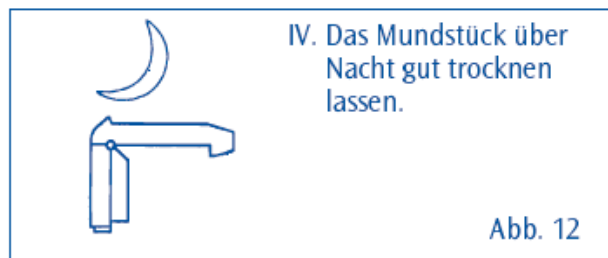 IV. Das Mundstück über
Nacht gut trocknen
lassen.
Abb. 12